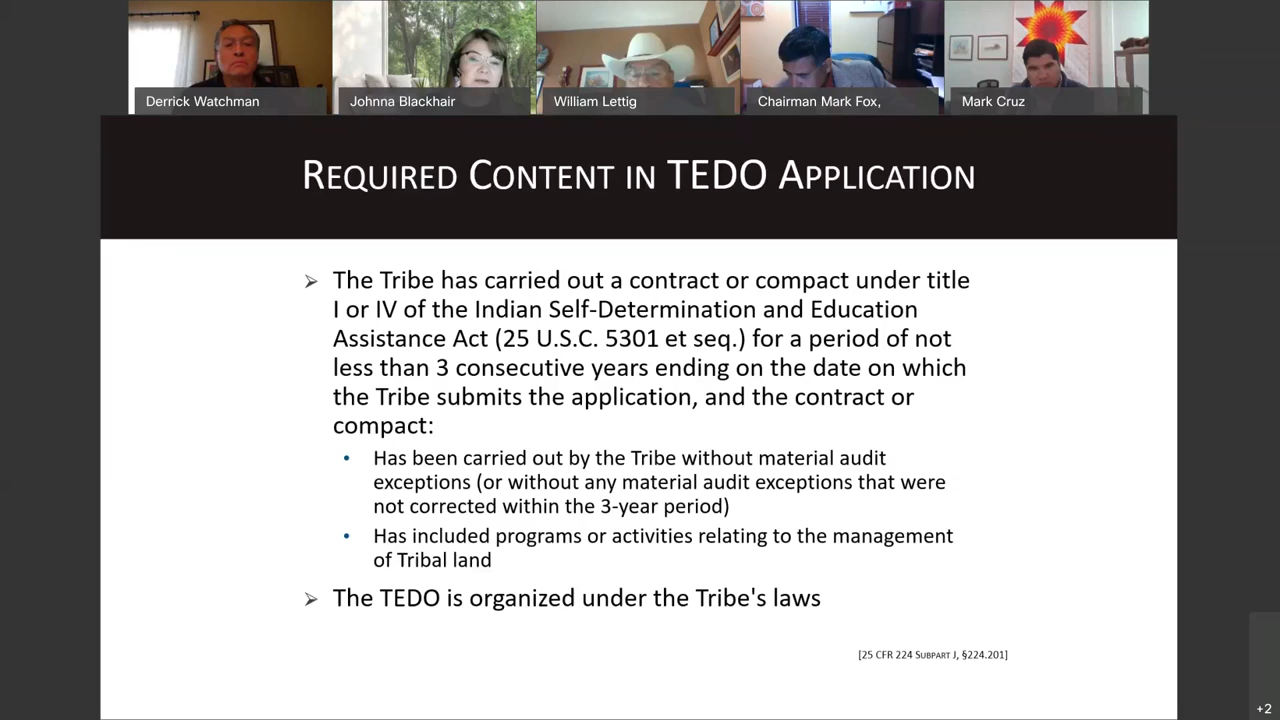 Derrick Watchman
Johnna Blackhair
William Lettig
Chairman Mark Fox,
Mark Cruz
REQUIRED CONTENT IN TEDO APPLICATION
The Tribe has carried out a contract or compact under title
I or IV of the Indian Self-Determination and Education
Assistance Act (25 U.S.C. 5301 et seq.) for a period of not
less than 3 consecutive years ending on the date on which
the Tribe submits the application, and the contract or
compact:
• Has been carried out by the Tribe without material audit
exceptions (or without any material audit exceptions that were
not corrected within the 3-year period)
• Has included programs or activities relating to the management
of Tribal land
The TEDO is organized under the Tribe's laws
[25 CFR 224 SUBPART J, §224.201]
+2